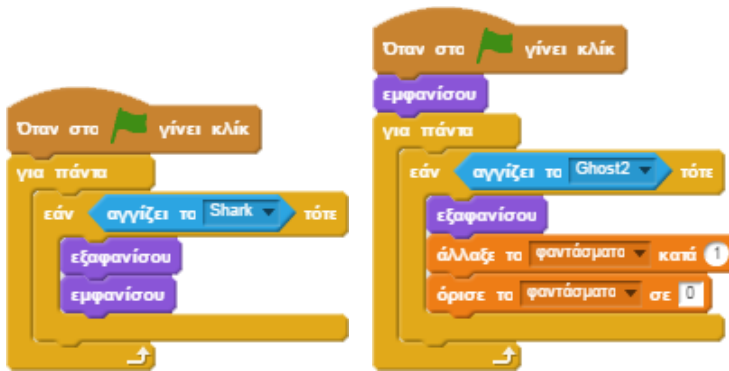 Όταν στο γίνει κλίκ
για πάντα
εάν αγγίζει το Shark τότε
εξαφανίσου
εμφανίσου
Όταν στο γίνει κλίκ
εμφανίσου
για πάντα
εάν αγγίζει το Ghost2 τότε
εξαφανίσου
άλλαξε το φαντάσματα κατά 1
όρισε το φαντάσματα σε 0